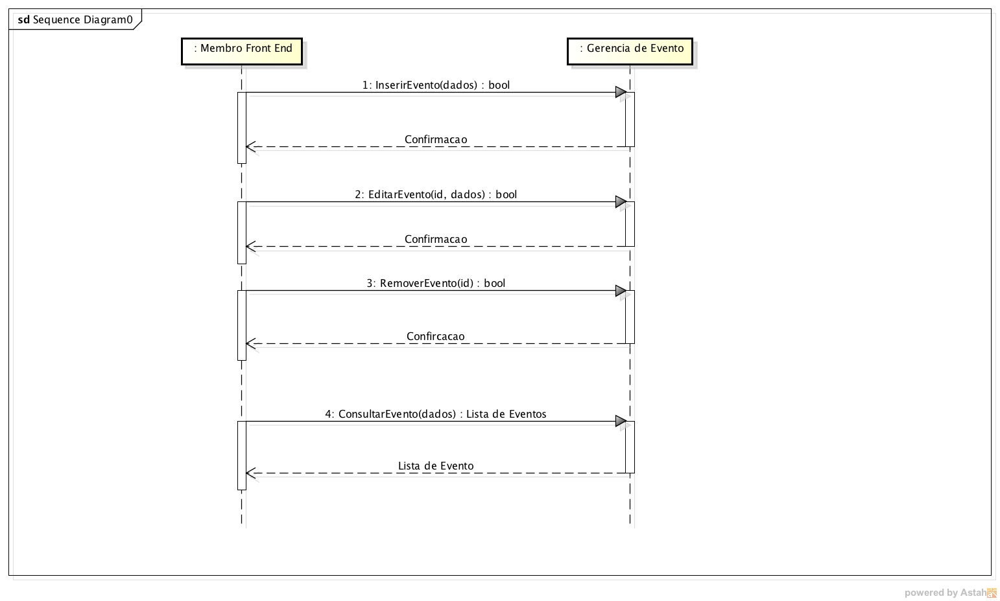 sd Sequence Diagram0
: Membro Front End
: Gerencia de Evento
1: InserirEvento(dados) : bool
Confirmacao
2: EditarEvento(id, dados) : bool
Confirmacao
3: RemoverEvento(id) : bool
Confircacao
4: ConsultarEvento(dados) : Lista de Eventos
Lista de Evento
powered by Astah